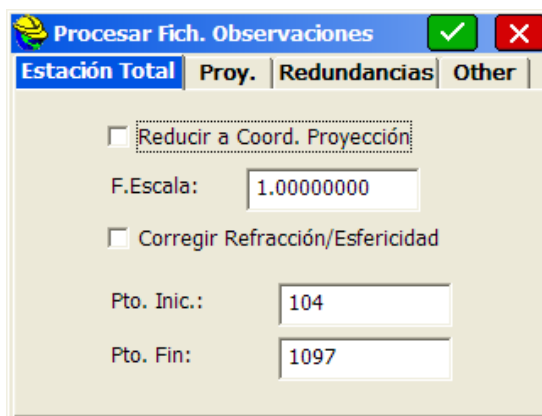 Procesar Fich. Observaciones
Estación Total Proy. Redundancias Other
Reducir a Coord. Proyección
F.Escala: 1.00000000
Corregir Refracción/Esfericidad
Pto. Inic.: 104
Pto. Fin: 1097